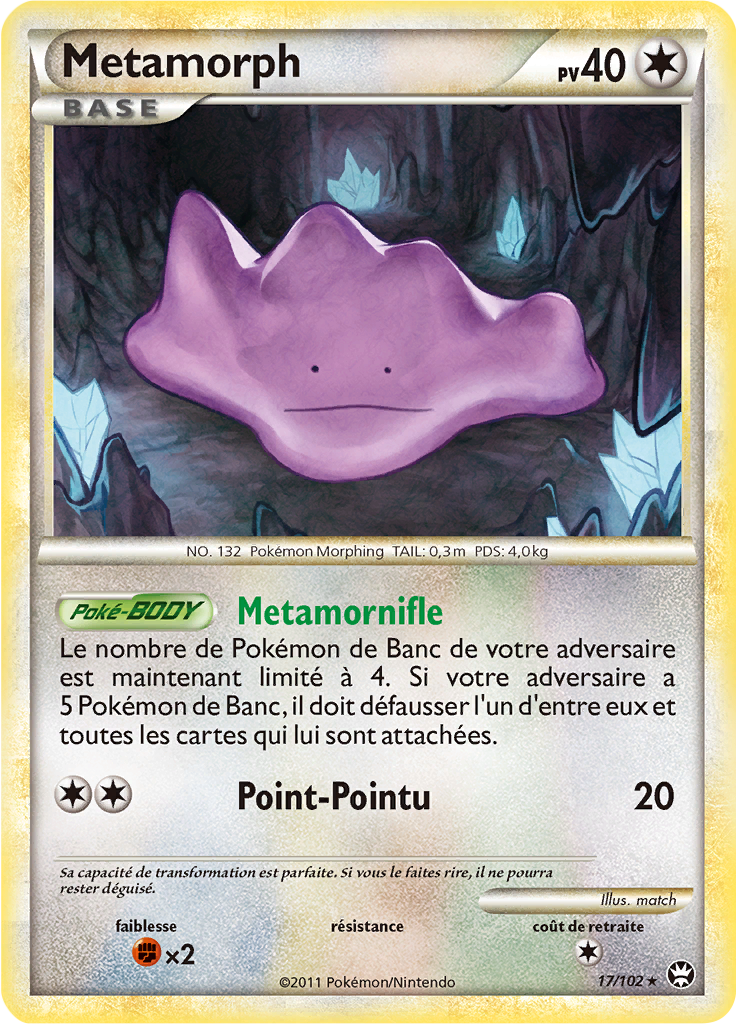 Metamorph PV40
BASE
NO. 132 Pokémon Morphing TAIL: 0,3m PDS: 4,0kg
Poké-BODY Metamornifle
Le nombre de Pokémon de Banc de votre adversaire
est maintenant limité à 4. Si votre adversaire a
5 Pokémon de Banc, il doit défausser l'un d'entre eux et
toutes les cartes qui lui sont attachées.
Point-Pointu 20
Sa capacité de transformation est parfaite. Si vous le faites rire, il ne pourra
rester déguisé.
Illus. match
faiblesse résistance coût de retraite
×2
©2011 Pokémon/Nintendo 17/102★